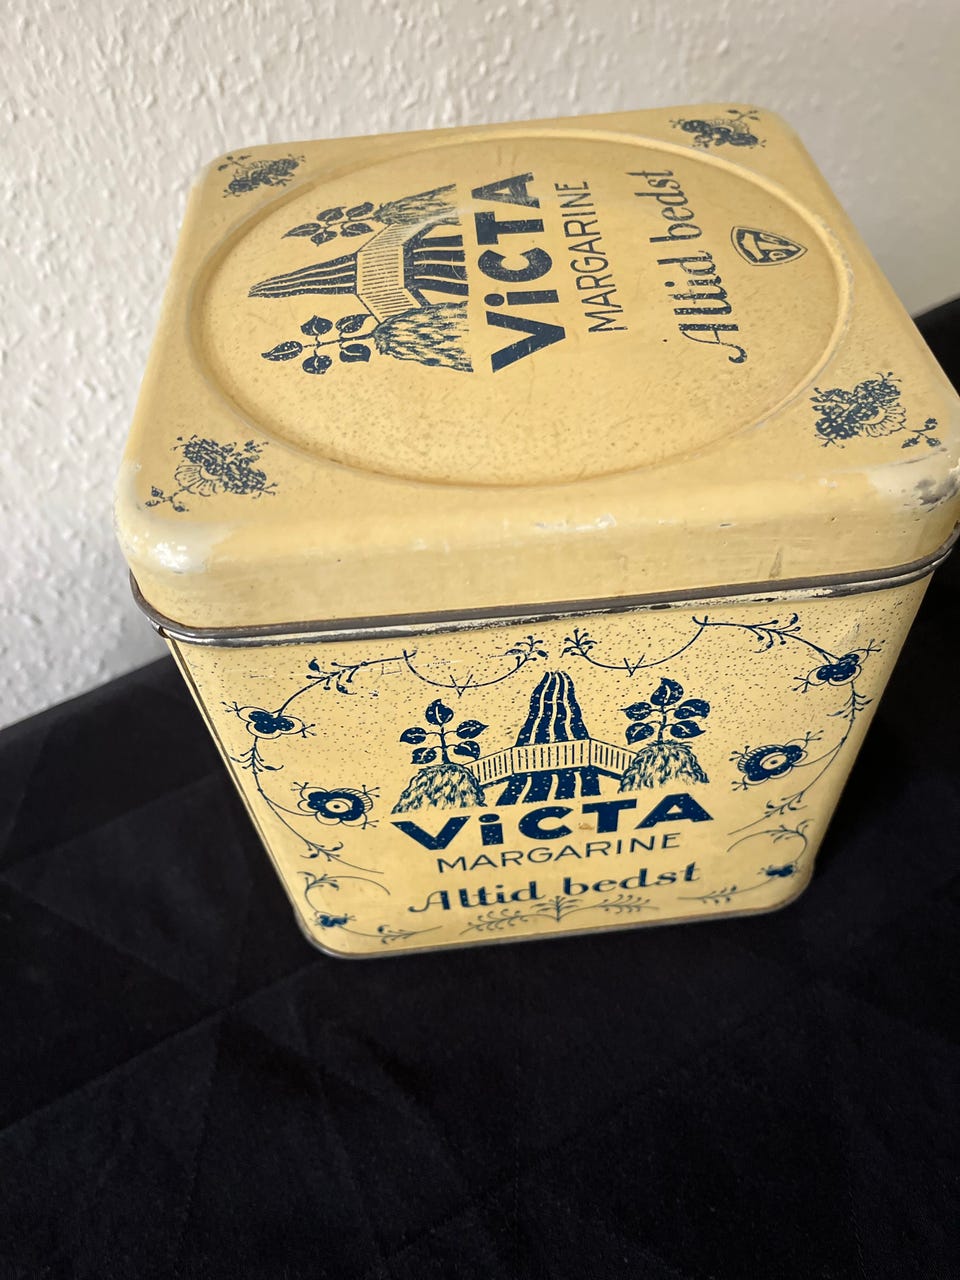 ViCTA
MARGARINE
Altid bedst
ViCTA
MARGARINE
Altid bedst